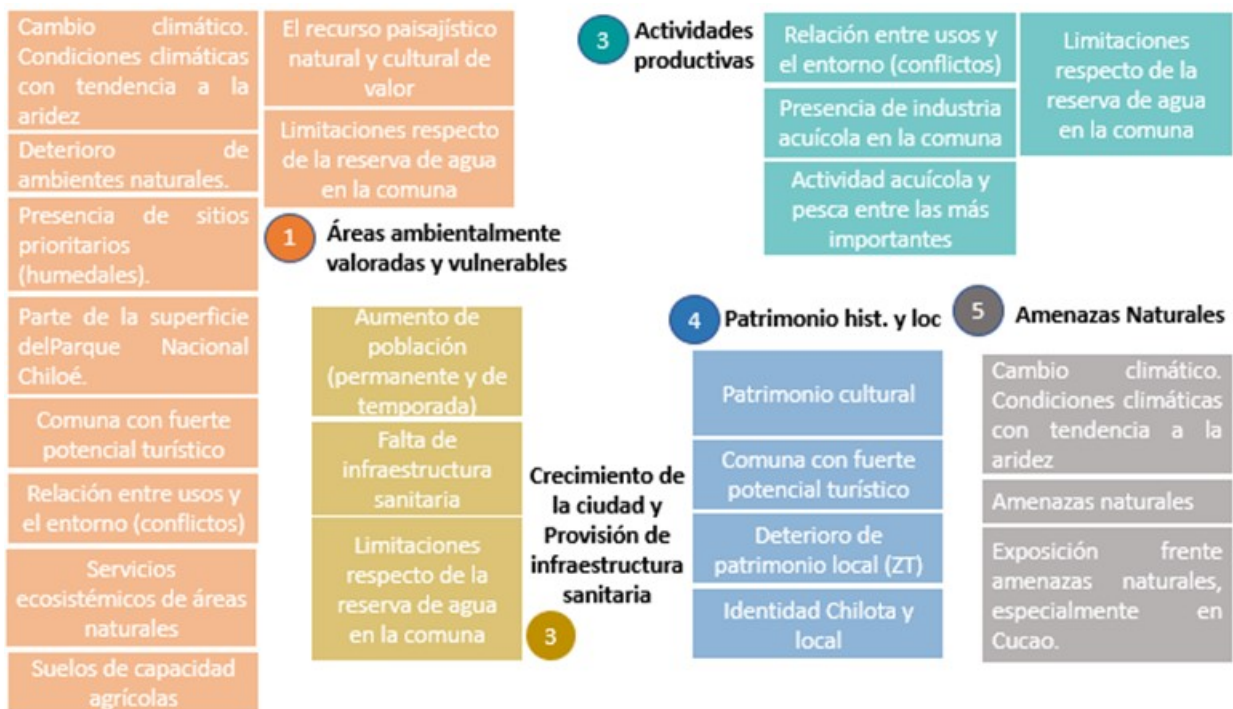 Cambio climático.
Condiciones climáticas
con tendencia a la
aridez
Deterioro de
ambientes naturales.
Presencia de sitios
prioritarios
(humedales).
Parte de la superficie
delParque Nacional
Chiloé.
Comuna con fuerte
potencial turístico
Relación entre usos y
el entorno (conflictos)
Servicios
ecosistémicos de áreas
naturales
Suelos de capacidad
agrícolas
El recurso paisajístico
natural y cultural de
valor
Limitaciones respecto
de la reserva de agua
en la comuna
1 Áreas ambientalmente
valoradas y vulnerables
Aumento de
población
(permanente y de
temporada)
Falta de
infraestructura
sanitaria
Limitaciones
respecto de la
reserva de agua
en la comuna
Crecimiento de
la ciudad y
Provisión de
infraestructura
sanitaria
3
3 Actividades
productivas
Relación entre usos y
el entorno (conflictos)
Presencia de industria
acuícola en la comuna
Actividad acuícola y
pesca entre las más
importantes
Limitaciones
respecto de la
reserva de agua
en la comuna
4 Patrimonio hist. y loc
Patrimonio cultural
Comuna con fuerte
potencial turístico
Deterioro de
patrimonio local (ZT)
Identidad Chilota y
local
5 Amenazas Naturales
Cambio climático.
Condiciones climáticas
con tendencia a la
aridez
Amenazas naturales
Exposición frente
amenazas naturales,
especialmente en
Cucao.